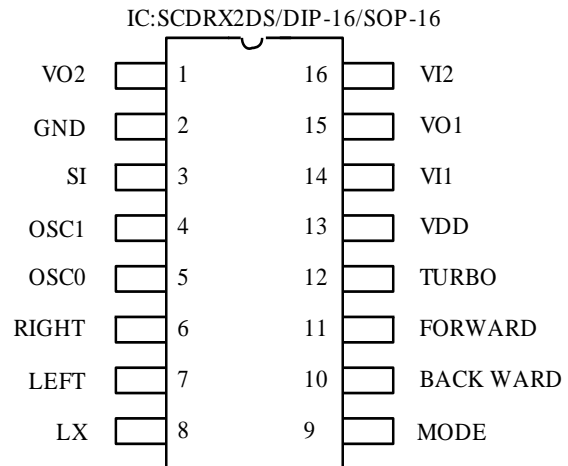 IC:SCDRX2DS/DIP-16/SOP-16
VO2 1 16 VI2
GND 2 15 VO1
SI 3 14 VI1
OSC1 4 13 VDD
OSC0 5 12 TURBO
RIGHT 6 11 FORWARD
LEFT 7 10 BACK WARD
LX 8 9 MODE